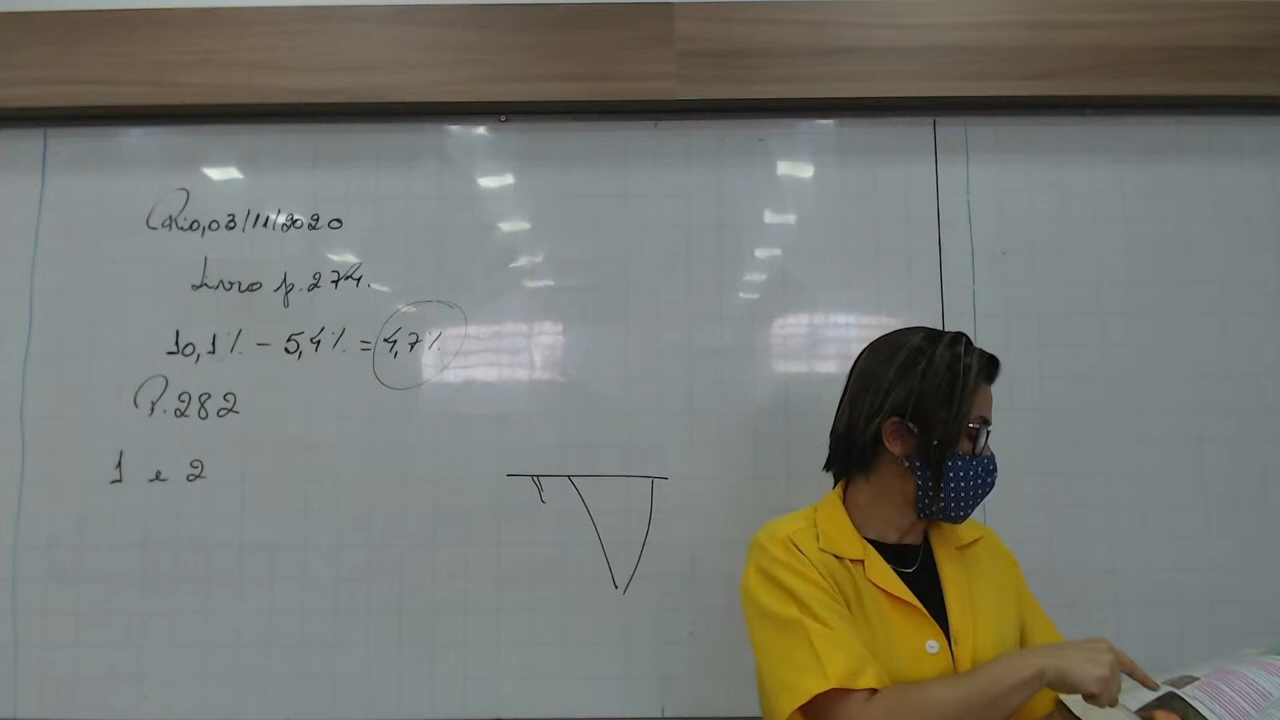 Rio, 03/11/2020
Livro p. 274.
10,1% - 5,4% = 4,7%
P. 282
1 e 2